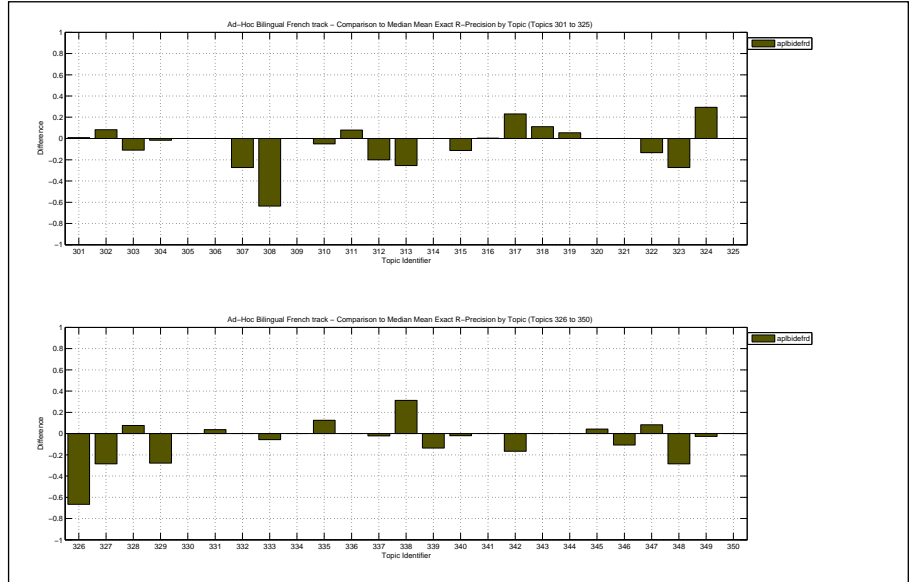 Ad−Hoc Bilingual French track − Comparison to Median Mean Exact R−Precision by Topic (Topics 301 to 325)
1
0.8
0.6
0.4
0.2
0
−0.2
−0.4
−0.6
−0.8
−1
Difference
301 302 303 304 305 306 307 308 309 310 311 312 313 314 315 316 317 318 319 320 321 322 323 324 325
Topic Identifier
aplbidefrd
Ad−Hoc Bilingual French track − Comparison to Median Mean Exact R−Precision by Topic (Topics 326 to 350)
1
0.8
0.6
0.4
0.2
0
−0.2
−0.4
−0.6
−0.8
−1
Difference
326 327 328 329 330 331 332 333 334 335 336 337 338 339 340 341 342 343 344 345 346 347 348 349 350
Topic Identifier
aplbidefrd